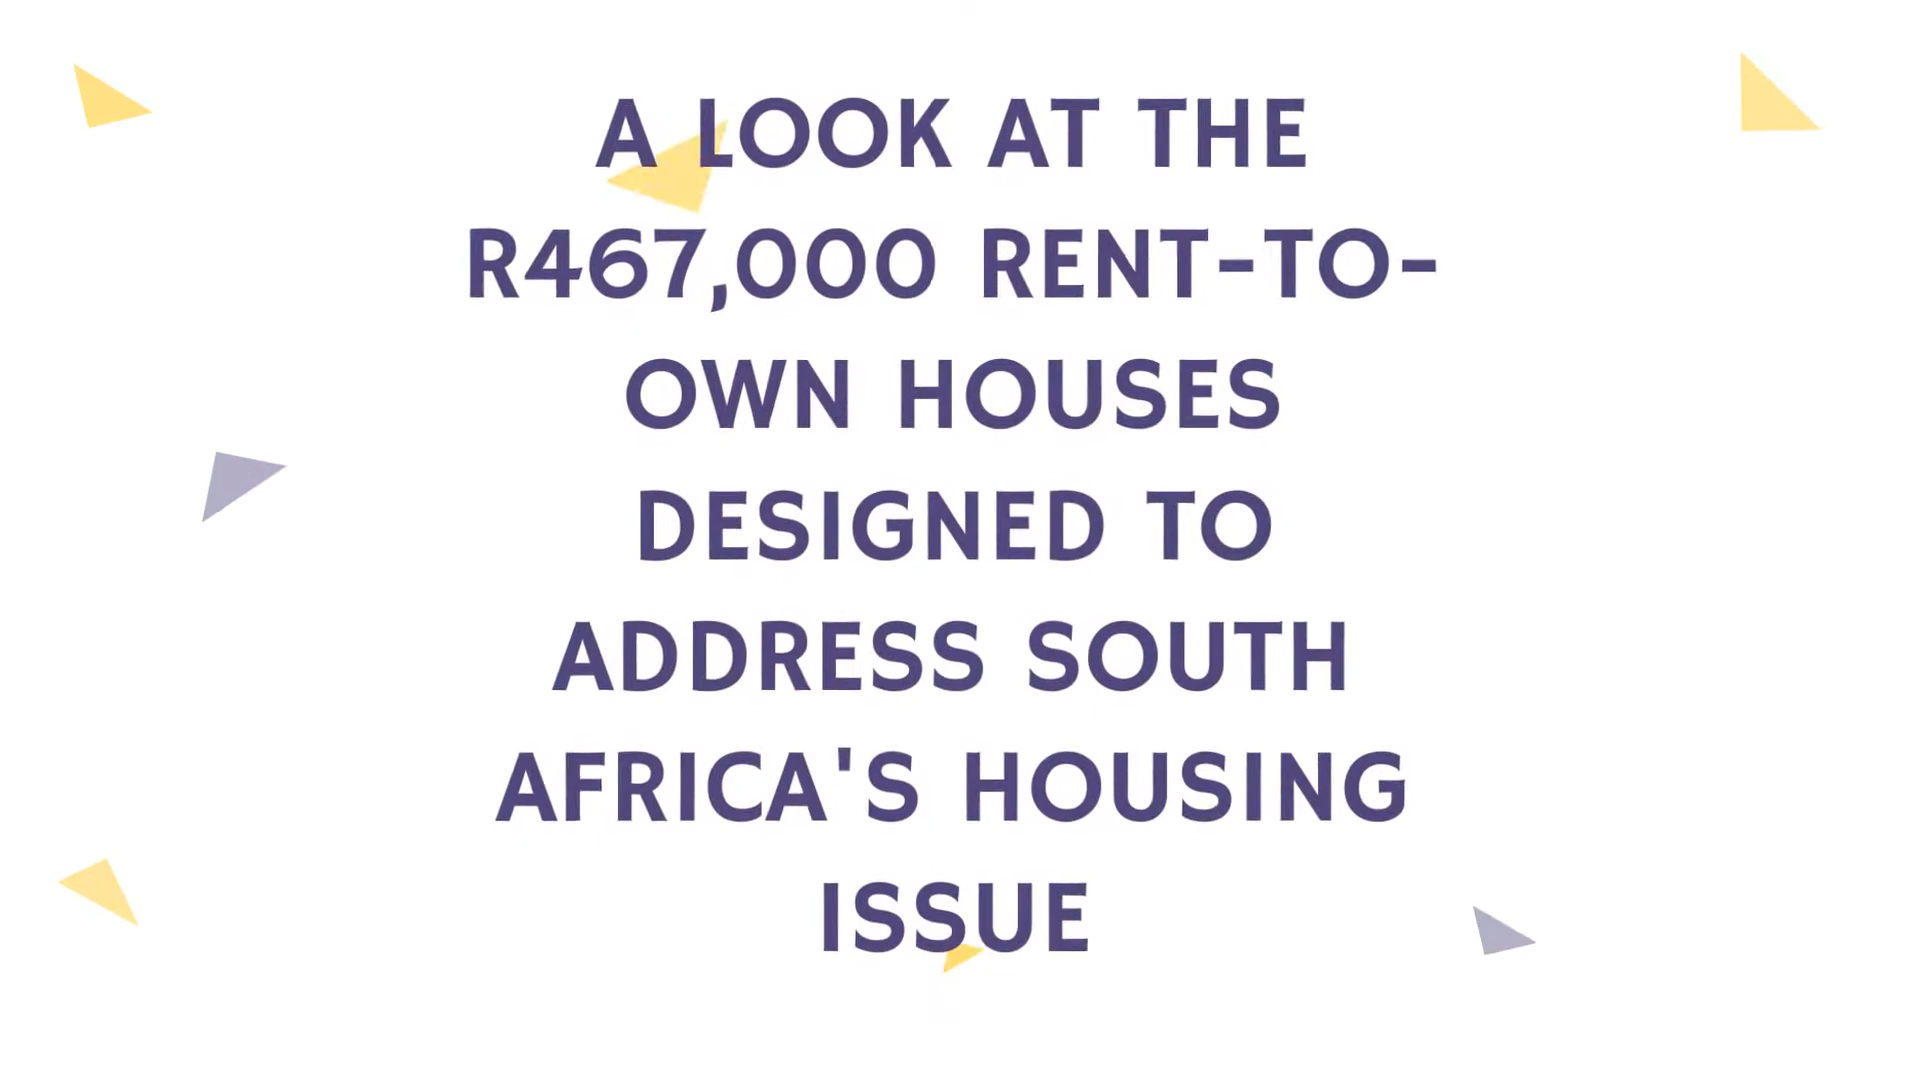 A LOOK AT THE
R467,000 RENT-TO-
OWN HOUSES
DESIGNED TO
ADDRESS SOUTH
AFRICA'S HOUSING
ISSUE